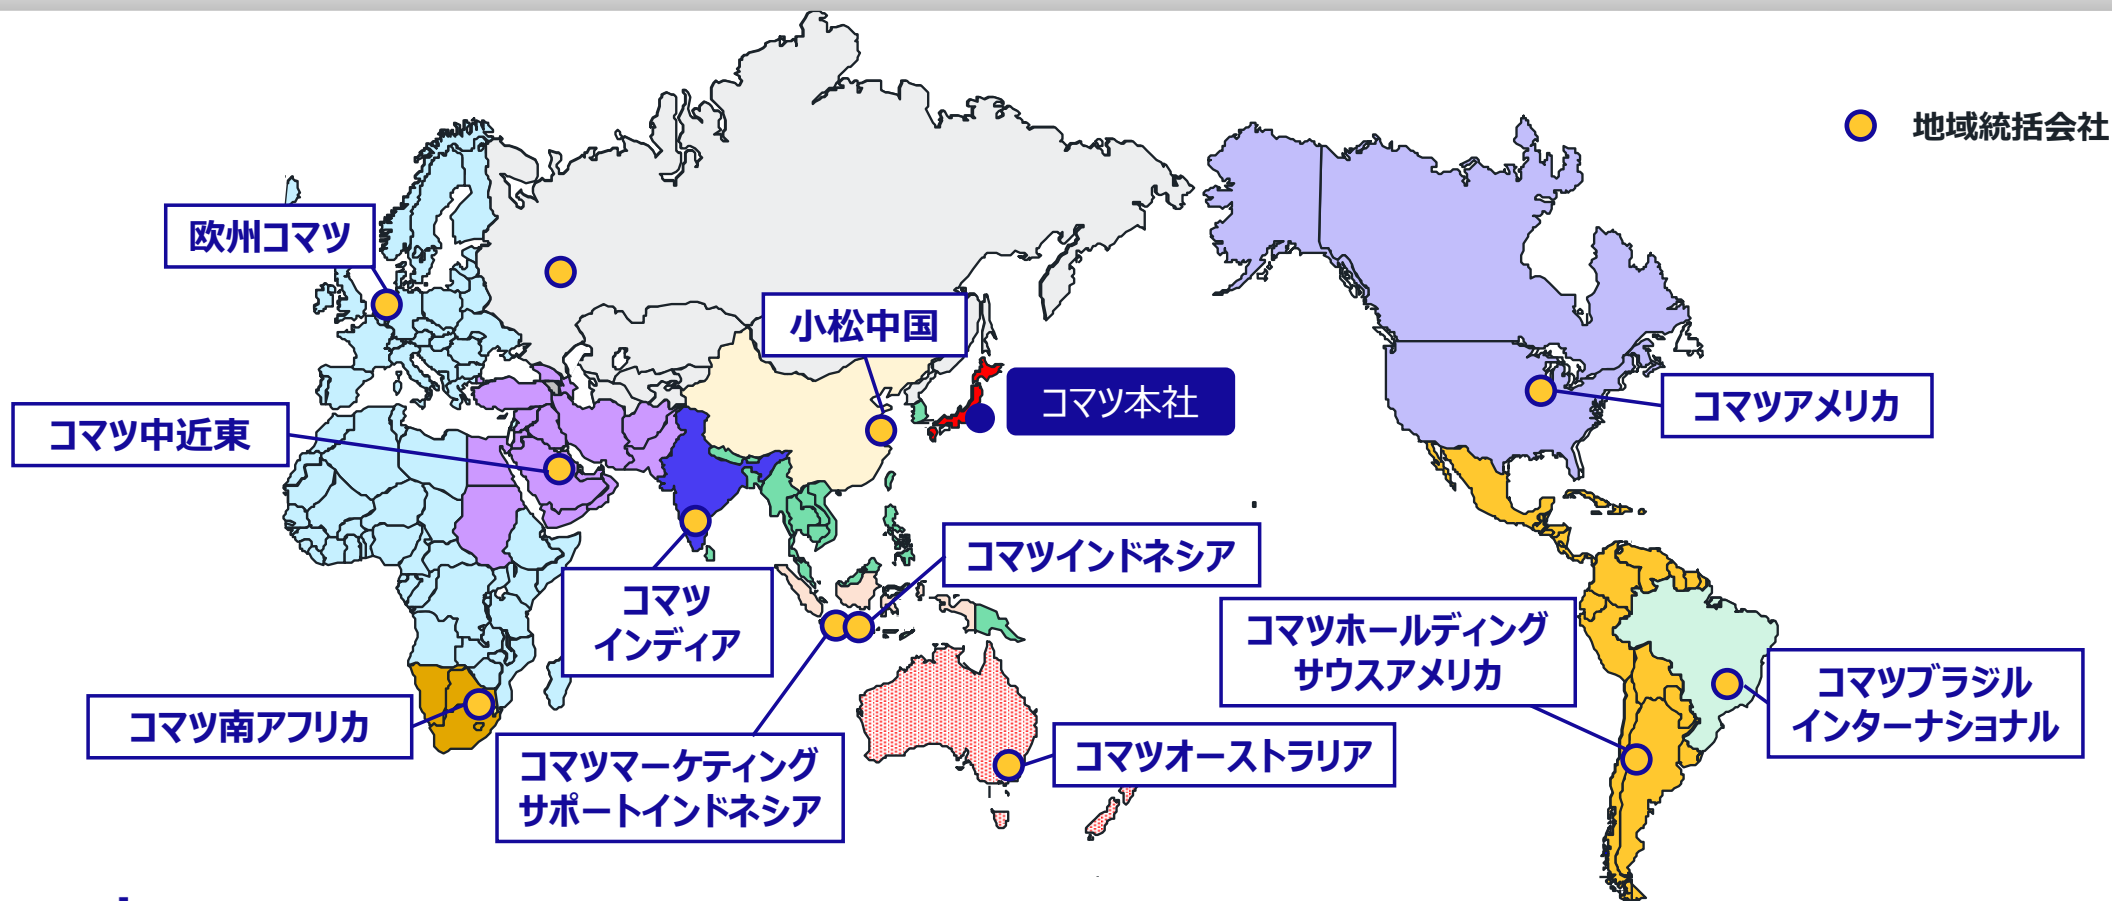 地域統括会社
欧州コマツ
小松中国
コマツ本社
コマツアメリカ
コマツ中近東
コマツインドネシア
コマツ
インディア
コマツホールディング
サウスアメリカ
コマツブラジル
インターナショナル
コマツ南アフリカ
コマツマーケティング
サポートインドネシア
コマツオーストラリア